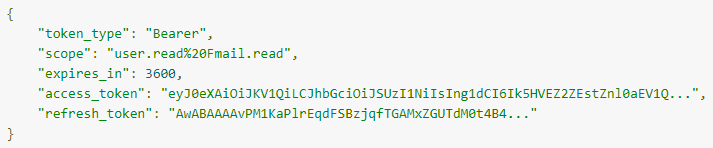 {
"token_type": "Bearer",
"scope": "user.read%20Fmail.read",
"expires_in": 3600,
"access_token": "eyJ0eXAiOiJKV1QiLCJhbGciOiJSUzI1NiIsIng1dCI6Ik5HVEZ2ZEstZnl0aEV1Q...",
"refresh_token": "AwABAAAAvPM1KaPlrEqdFSBzjqfTGAMxZGUTdM0t4B4..."
}